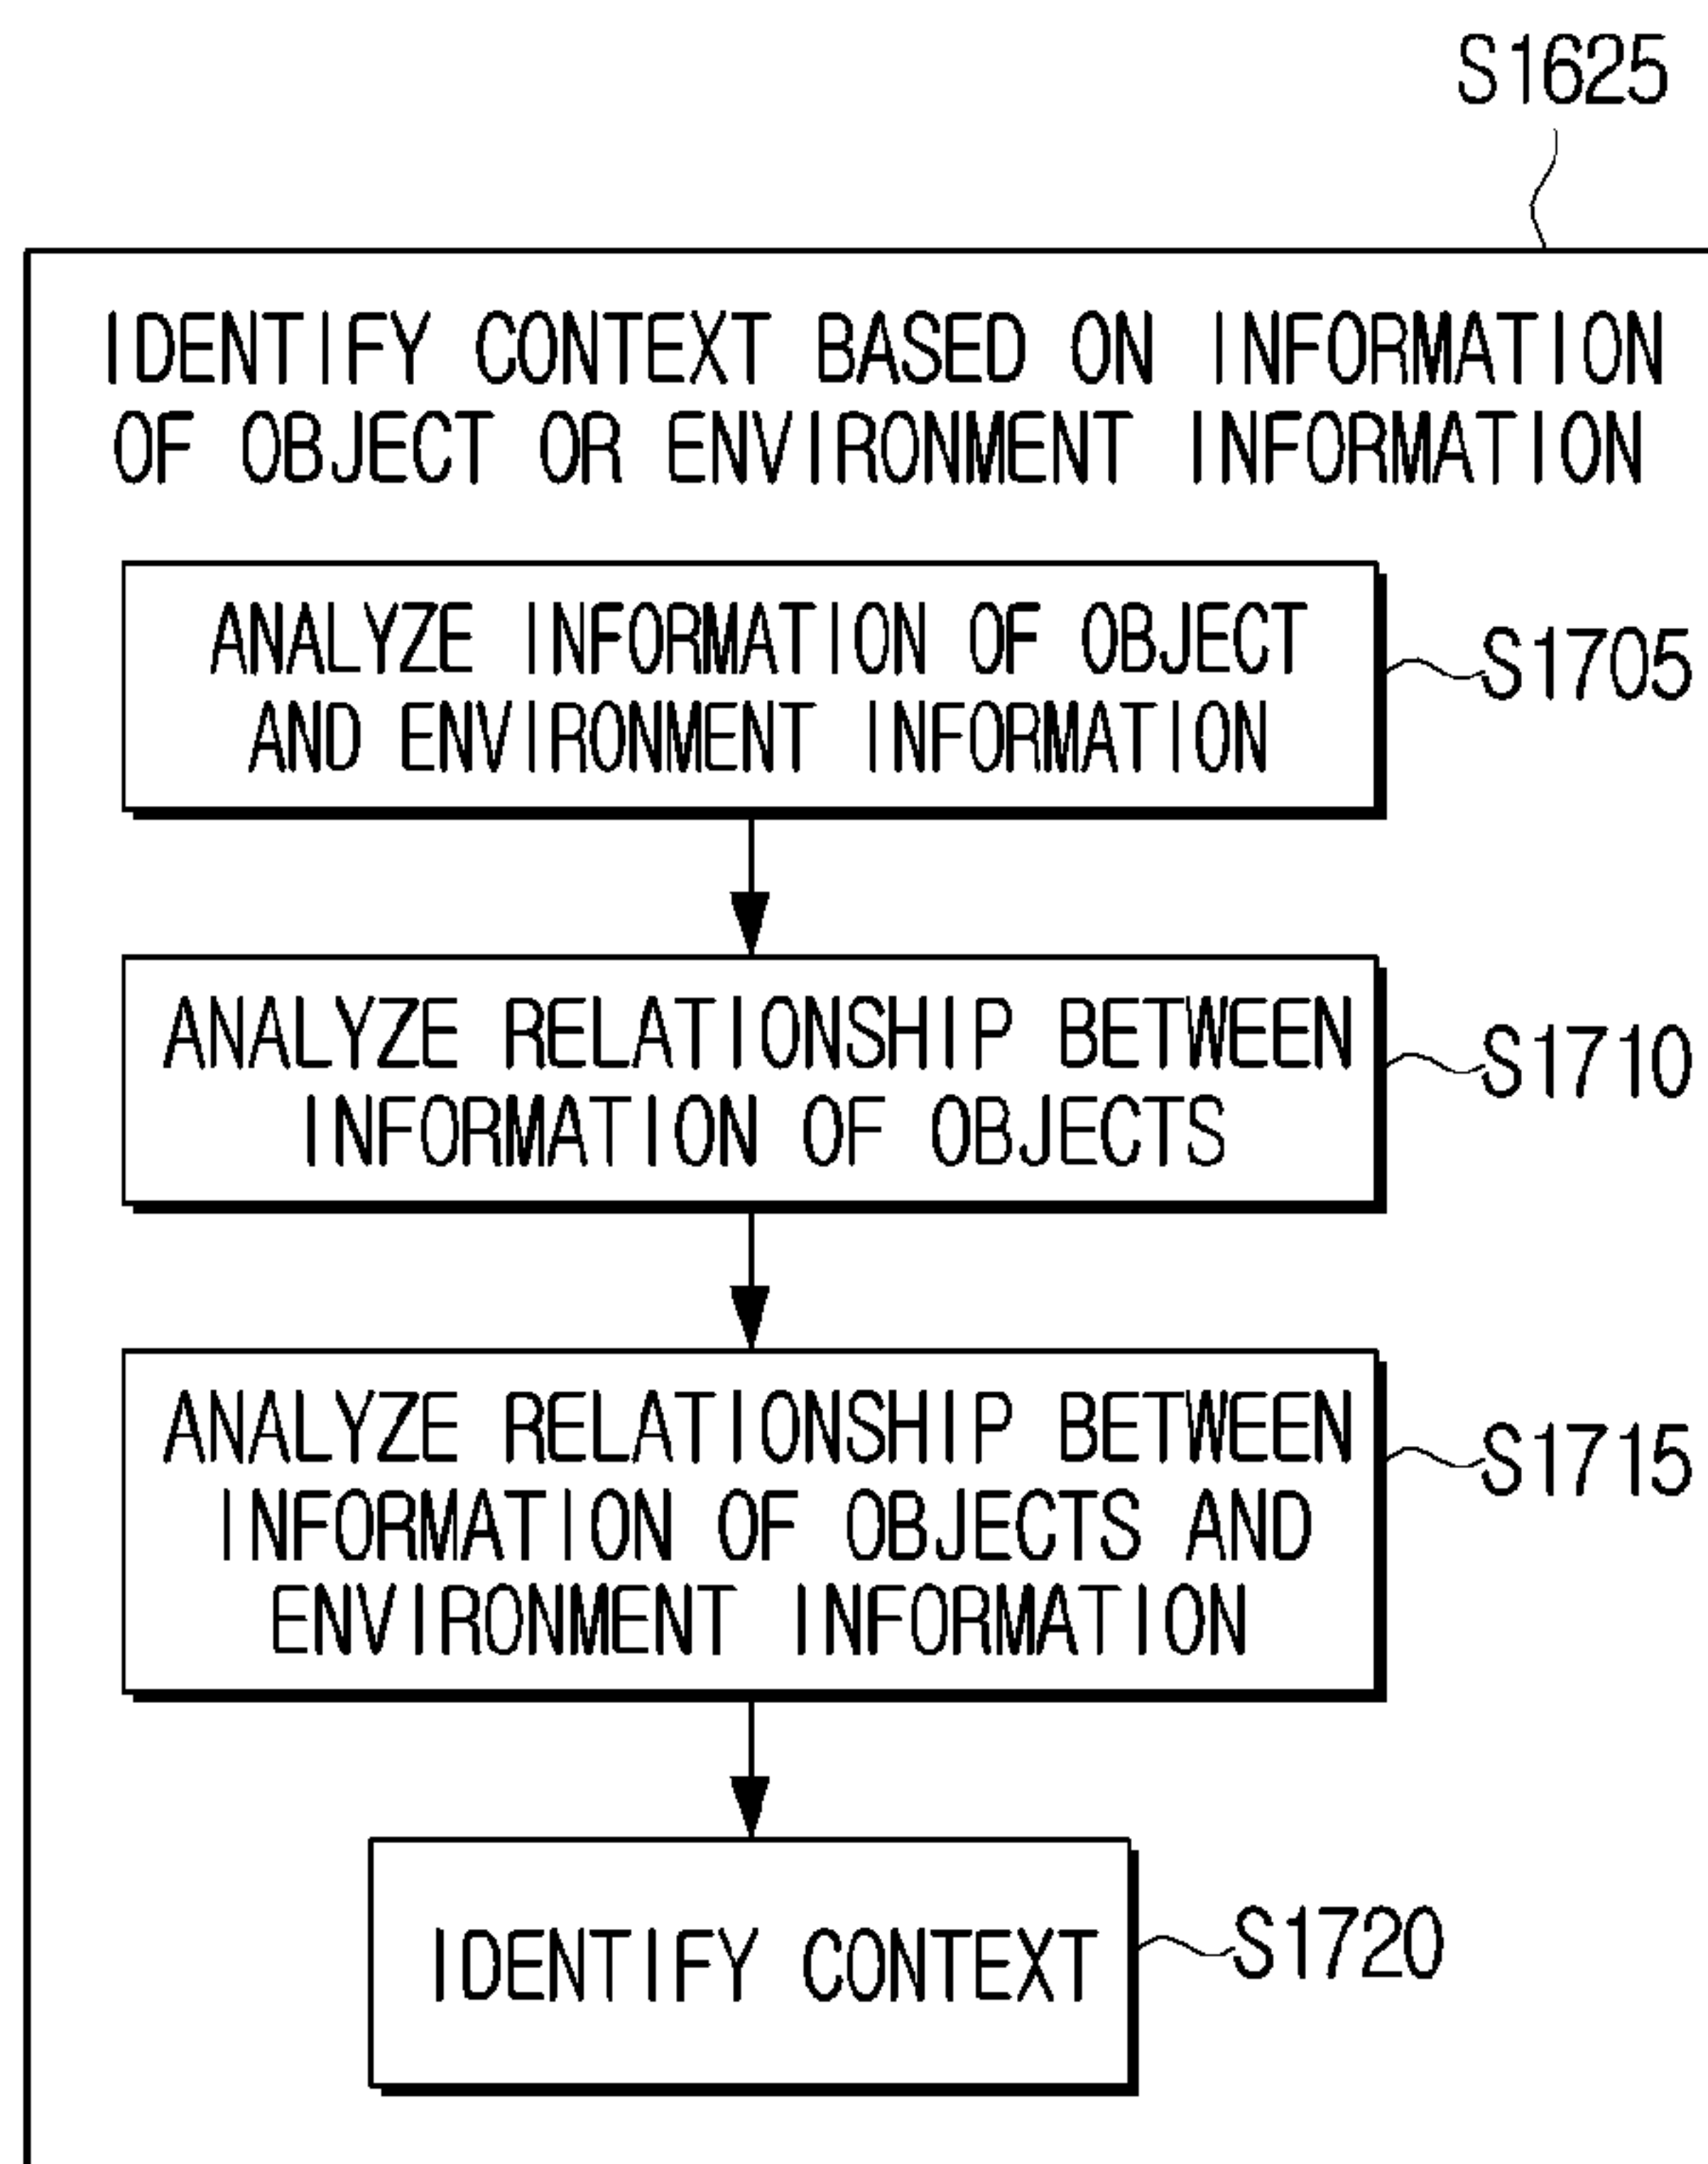 S1625
IDENTIFY CONTEXT BASED ON INFORMATION
OF OBJECT OR ENVIRONMENT INFORMATION
ANALYZE INFORMATION OF OBJECT
AND ENVIRONMENT INFORMATION
S1705
ANALYZE RELATIONSHIP BETWEEN
INFORMATION OF OBJECTS
S1710
ANALYZE RELATIONSHIP BETWEEN
INFORMATION OF OBJECTS AND
ENVIRONMENT INFORMATION
S1715
IDENTIFY CONTEXT
S1720